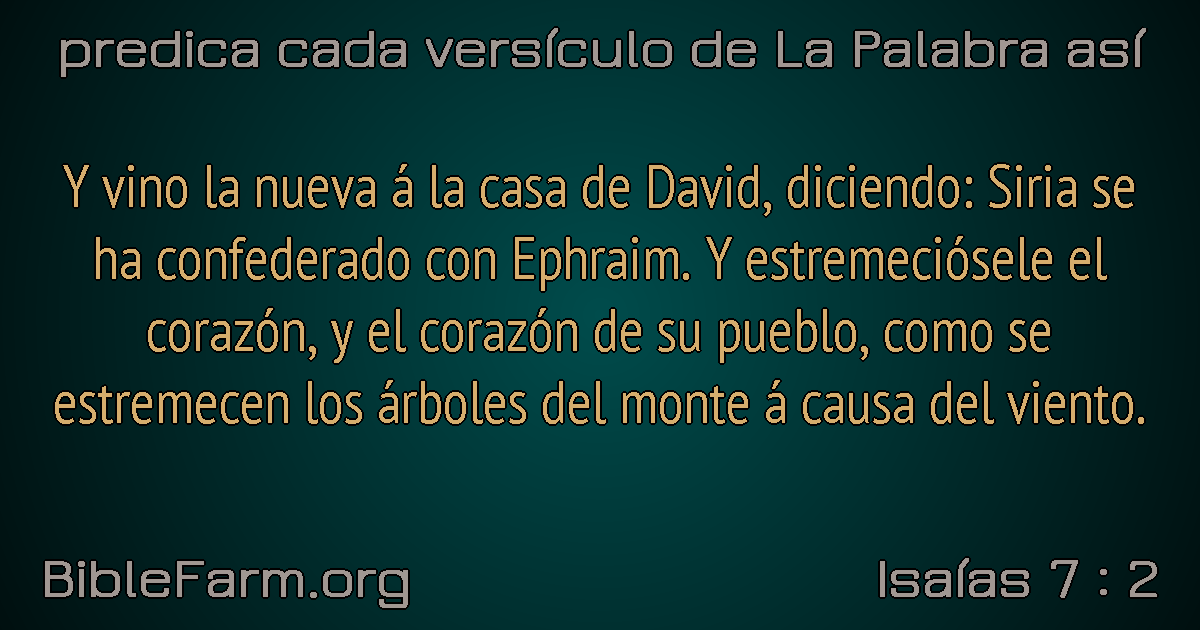 predica cada versículo de La Palabra así
Y vino la nueva á la casa de David, diciendo: Siria se
ha confederado con Ephraim. Y estremeciósele el
corazón, y el corazón de su pueblo, como se
estremecen los árboles del monte á causa del viento.
BibleFarm.org
Isaías 7 : 2